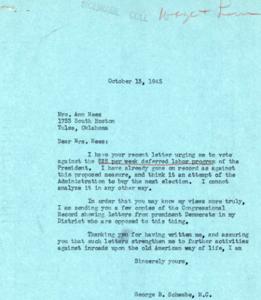 Wage + 
October 13, 1945
Mrs. Ann Hess
1733 South Boston
Tulsa, Oklahoma
Dear Mrs. Hess:
I have your recent letter urging me to vote
against the $25 per week deferred labor program of
the President. I have already gone on record as against
this proposed measure, and think it an attempt of the
Administration to buy the next election. I cannot
analyze it in any other way.
In order that you may know my views more truly,
I am sending you a few copies of the Congressional
Record showing letters from prominent Democrats in my
District who are opposed to this thing.
Thanking you for having written me, and assuring
you that such letters strengthen me to further activities
against inroads upon the old American way of life, I am
Sincerely yours,
George B. Schwabe, M.C.